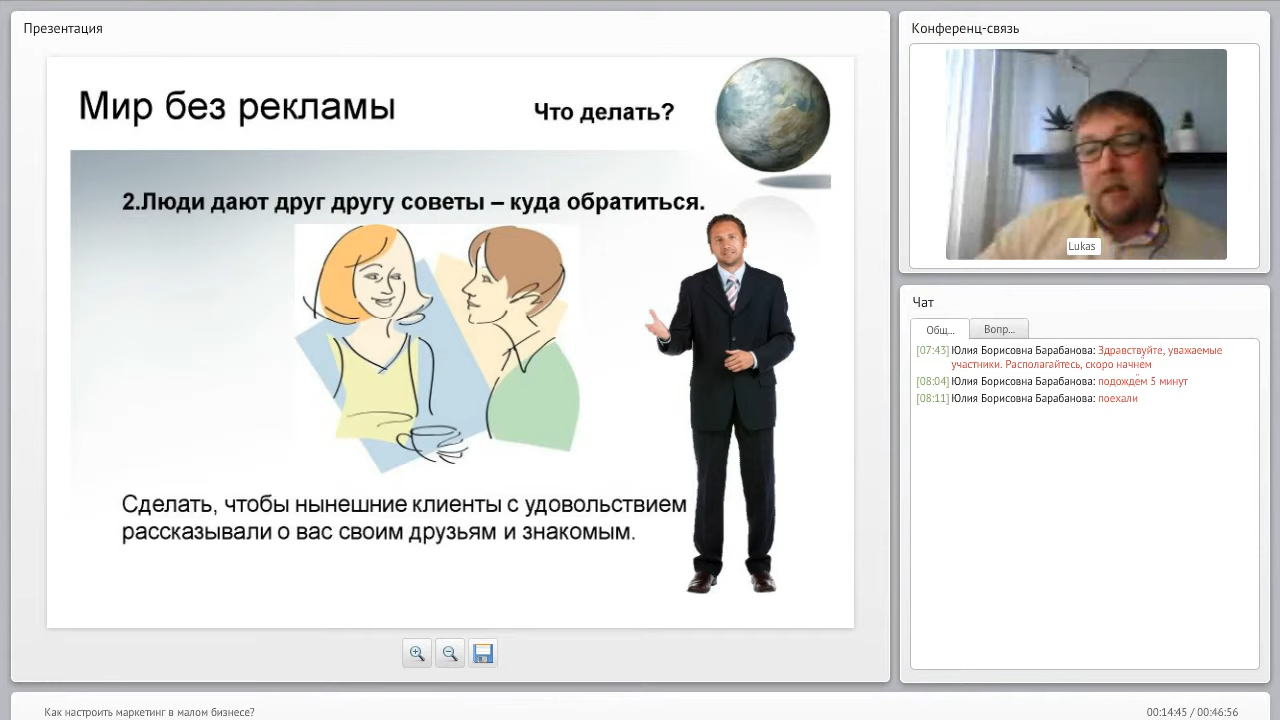 Презентация
Мир без рекламы
Что делать?
2.Люди дают друг другу советы – куда обратиться.
Сделать, чтобы нынешние клиенты с удовольствием
рассказывали о вас своим друзьям и знакомым.
Конференц-связь
Lukas
Чат
Общ...
Вопр...
[07:43] Юлия Борисовна Барабанова: Здравствуйте, уважаемые
участники. Располагайтесь, скоро начнём
[08:04] Юлия Борисовна Барабанова: подождём 5 минут
[08:11] Юлия Борисовна Барабанова: поехали
Как настроить маркетинг в малом бизнесе?
00:14:45 / 00:46:56